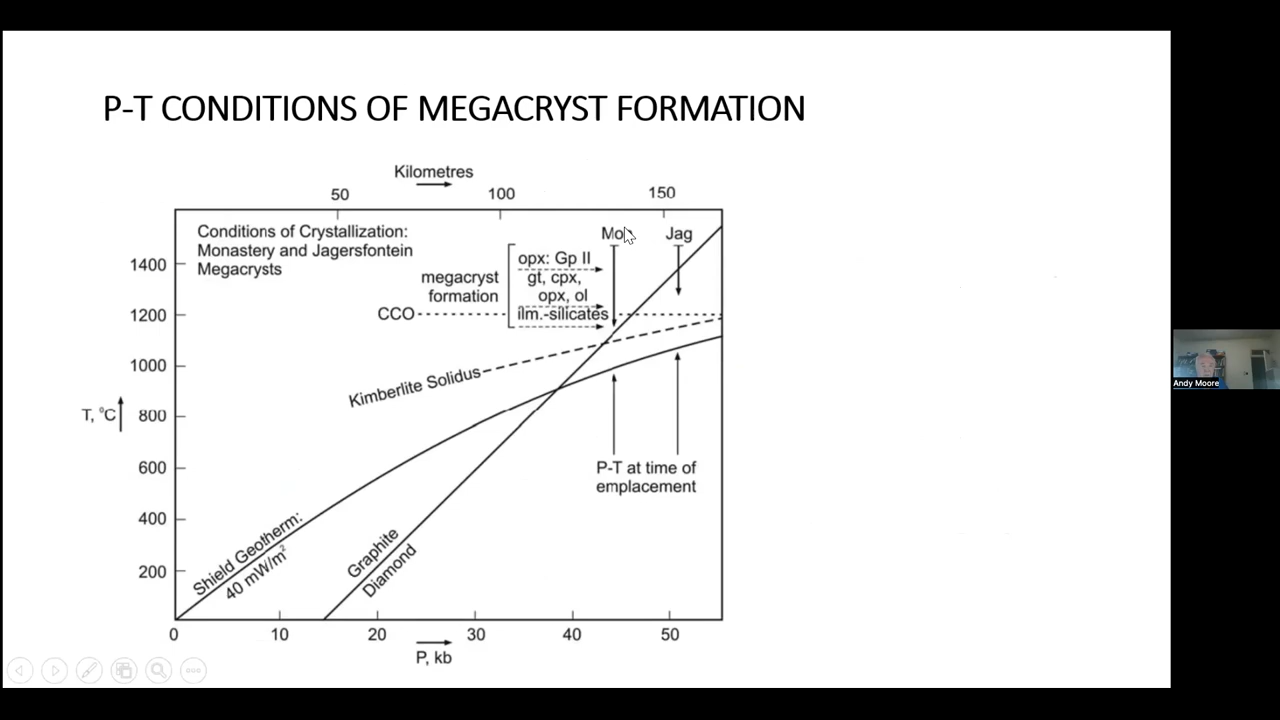 P-T CONDITIONS OF MEGACRYST FORMATION
Kilometres
50 100 150
Conditions of Crystallization:
Monastery and Jagersfontein
Megacrysts
Mon Jag
megacryst
formation
opx: Gp II
gt, cpx,
opx, ol
ilm.-silicates
CCO
Kimberlite Solidus
1400
1200
1000
800
600
400
200
T, °C
P-T at time of
emplacement
Shield Geotherm:
40 mW/m²
Graphite
Diamond
0 10 20 30 40 50
P, kb
Andy Moore